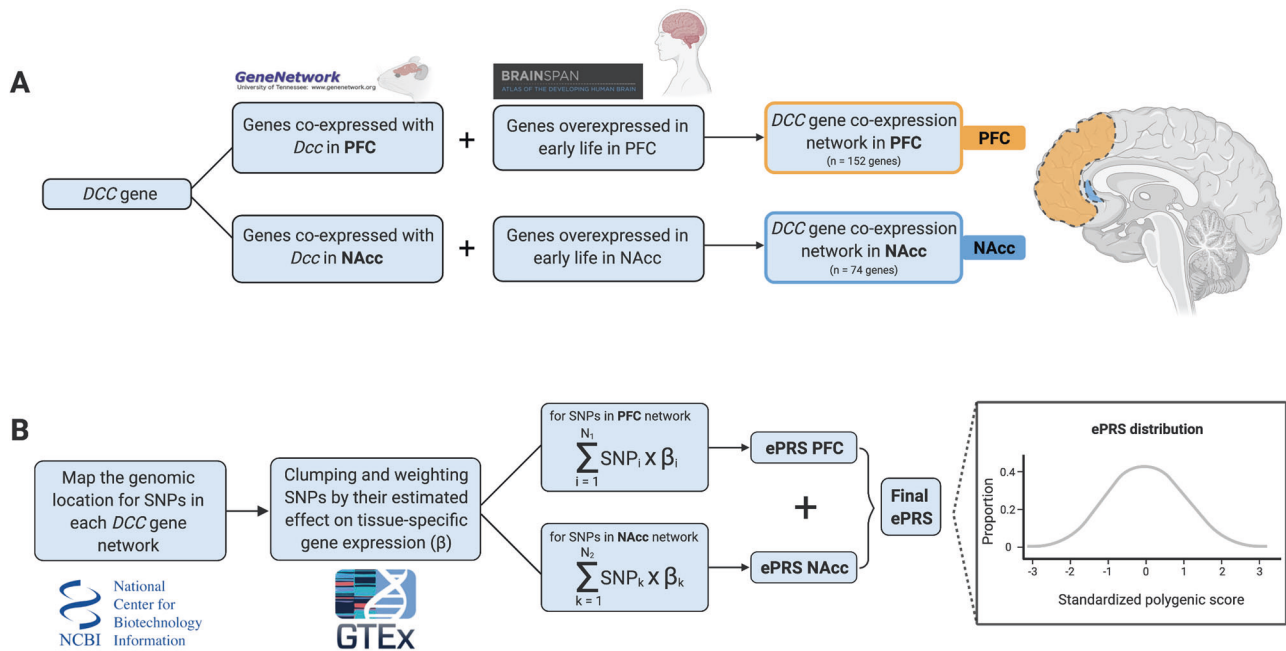 A
GeneNetwork
University of Tennessee: www.genenetwork.org
BRAINSPAN
ATLAS OF THE DEVELOPING HUMAN BRAIN
DCC gene
Genes co-expressed with
Dcc in PFC
+
Genes overexpressed in
early life in PFC
DCC gene co-expression
network in PFC
(n = 152 genes)
PFC
Genes co-expressed with
Dcc in NAcc
+
Genes overexpressed in
early life in NAcc
DCC gene co-expression
network in NAcc
(n = 74 genes)
NAcc
B
Map the genomic
location for SNPs in
each DCC gene
network
NCBI
National
Center for
Biotechnology
Information
Clumping and weighting
SNPs by their estimated
effect on tissue-specific
gene expression (β)
GTEx
for SNPs in PFC network
N₁
∑ SNPᵢ x βᵢ
i = 1
for SNPs in NAcc network
N₂
∑ SNPₖ x βₖ
k = 1
ePRS PFC
+
ePRS NAcc
Final
ePRS
ePRS distribution
Proportion
0.4
0.2
0
-3 -2 -1 0 1 2 3
Standardized polygenic score